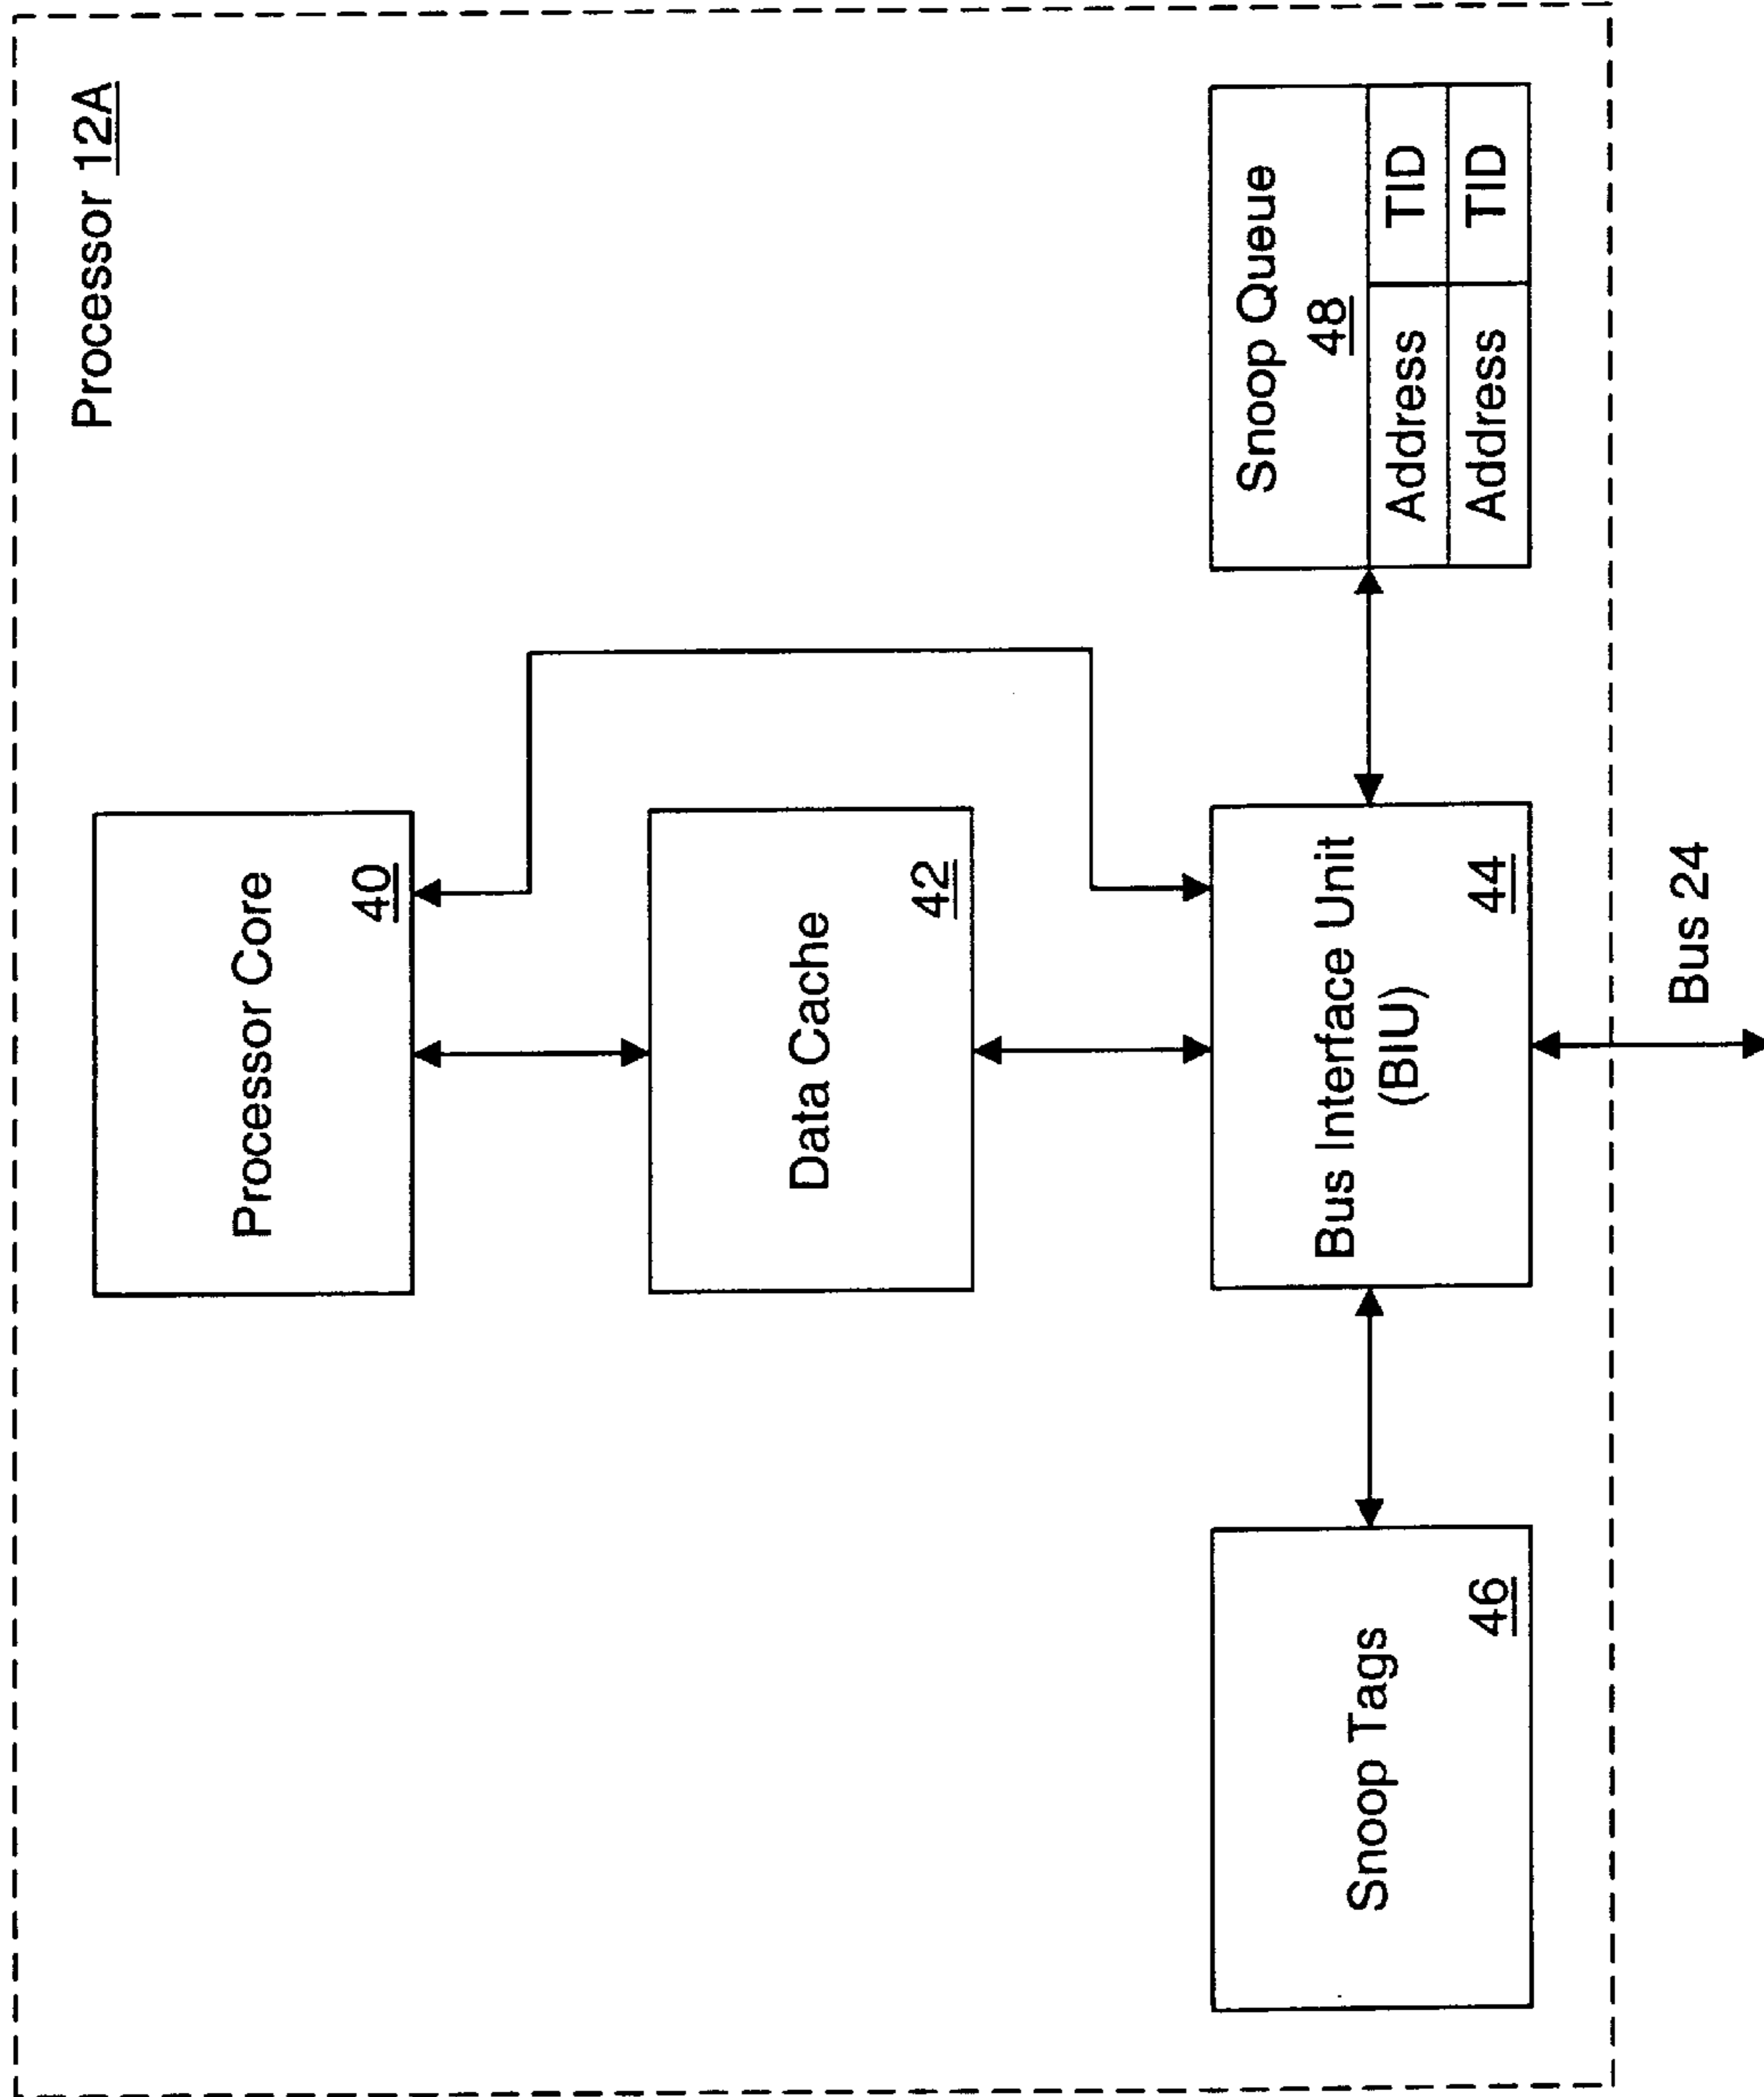 Processor 12A
Processor Core
40
Data Cache
42
Snoop Tags
46
Bus Interface Unit
(BIU)
44
Snoop Queue
48
Address TID
Address TID
Bus 24